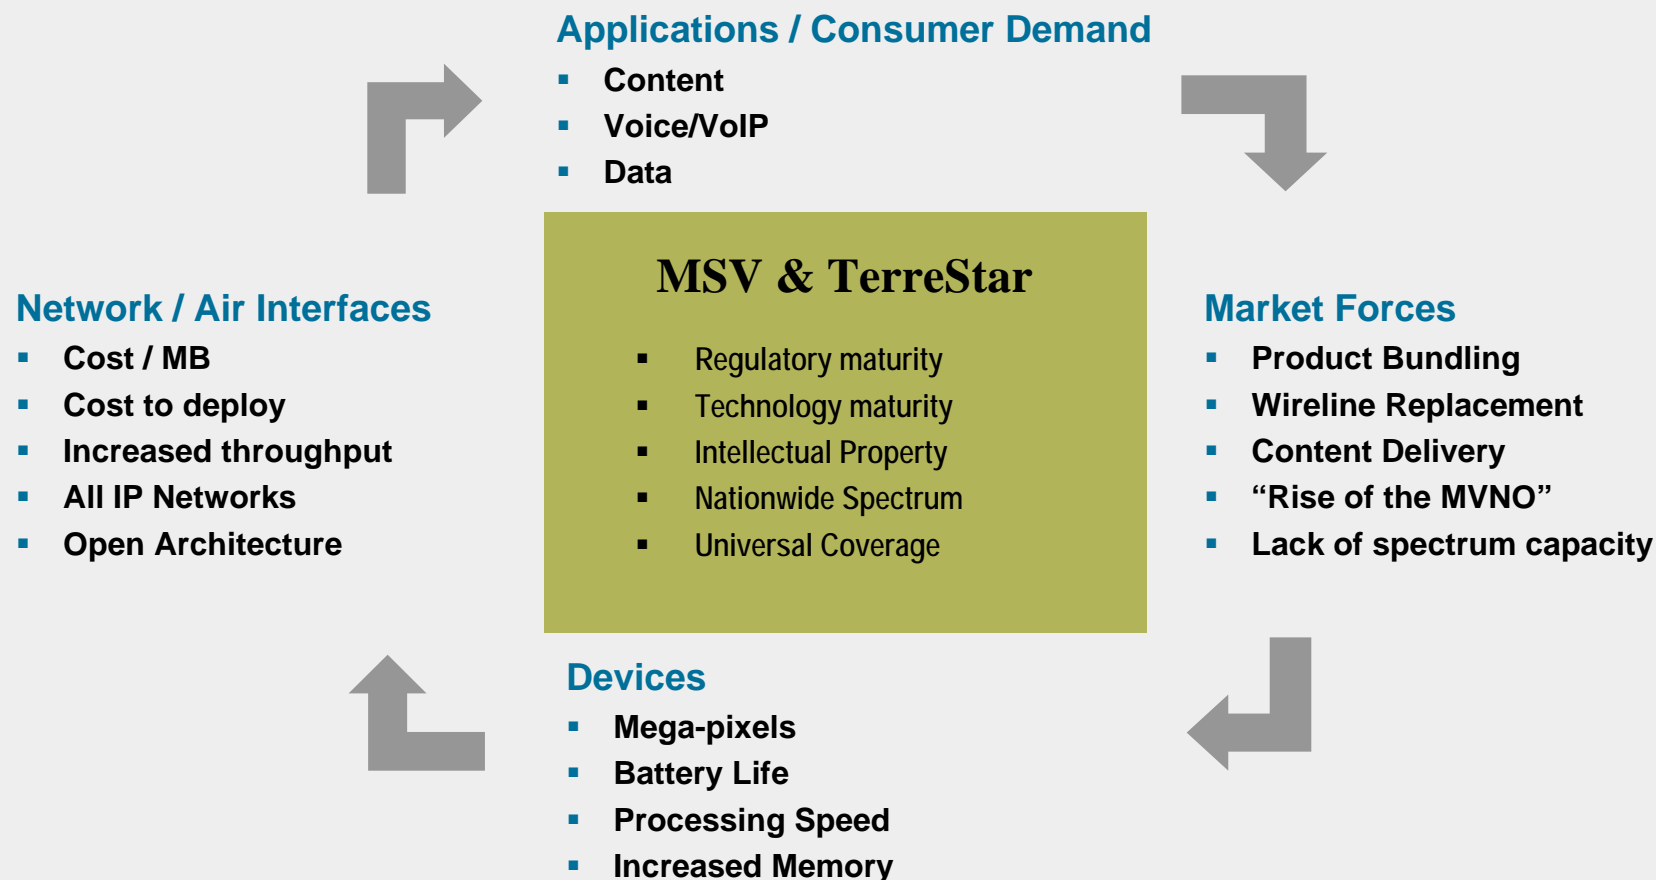 Applications / Consumer Demand
▪ Content
▪ Voice/VoIP
▪ Data
MSV & TerreStar
▪ Regulatory maturity
▪ Technology maturity
▪ Intellectual Property
▪ Nationwide Spectrum
▪ Universal Coverage
Network / Air Interfaces
▪ Cost / MB
▪ Cost to deploy
▪ Increased throughput
▪ All IP Networks
▪ Open Architecture
Market Forces
▪ Product Bundling
▪ Wireline Replacement
▪ Content Delivery
▪ “Rise of the MVNO”
▪ Lack of spectrum capacity
Devices
▪ Mega-pixels
▪ Battery Life
▪ Processing Speed
▪ Increased Memory